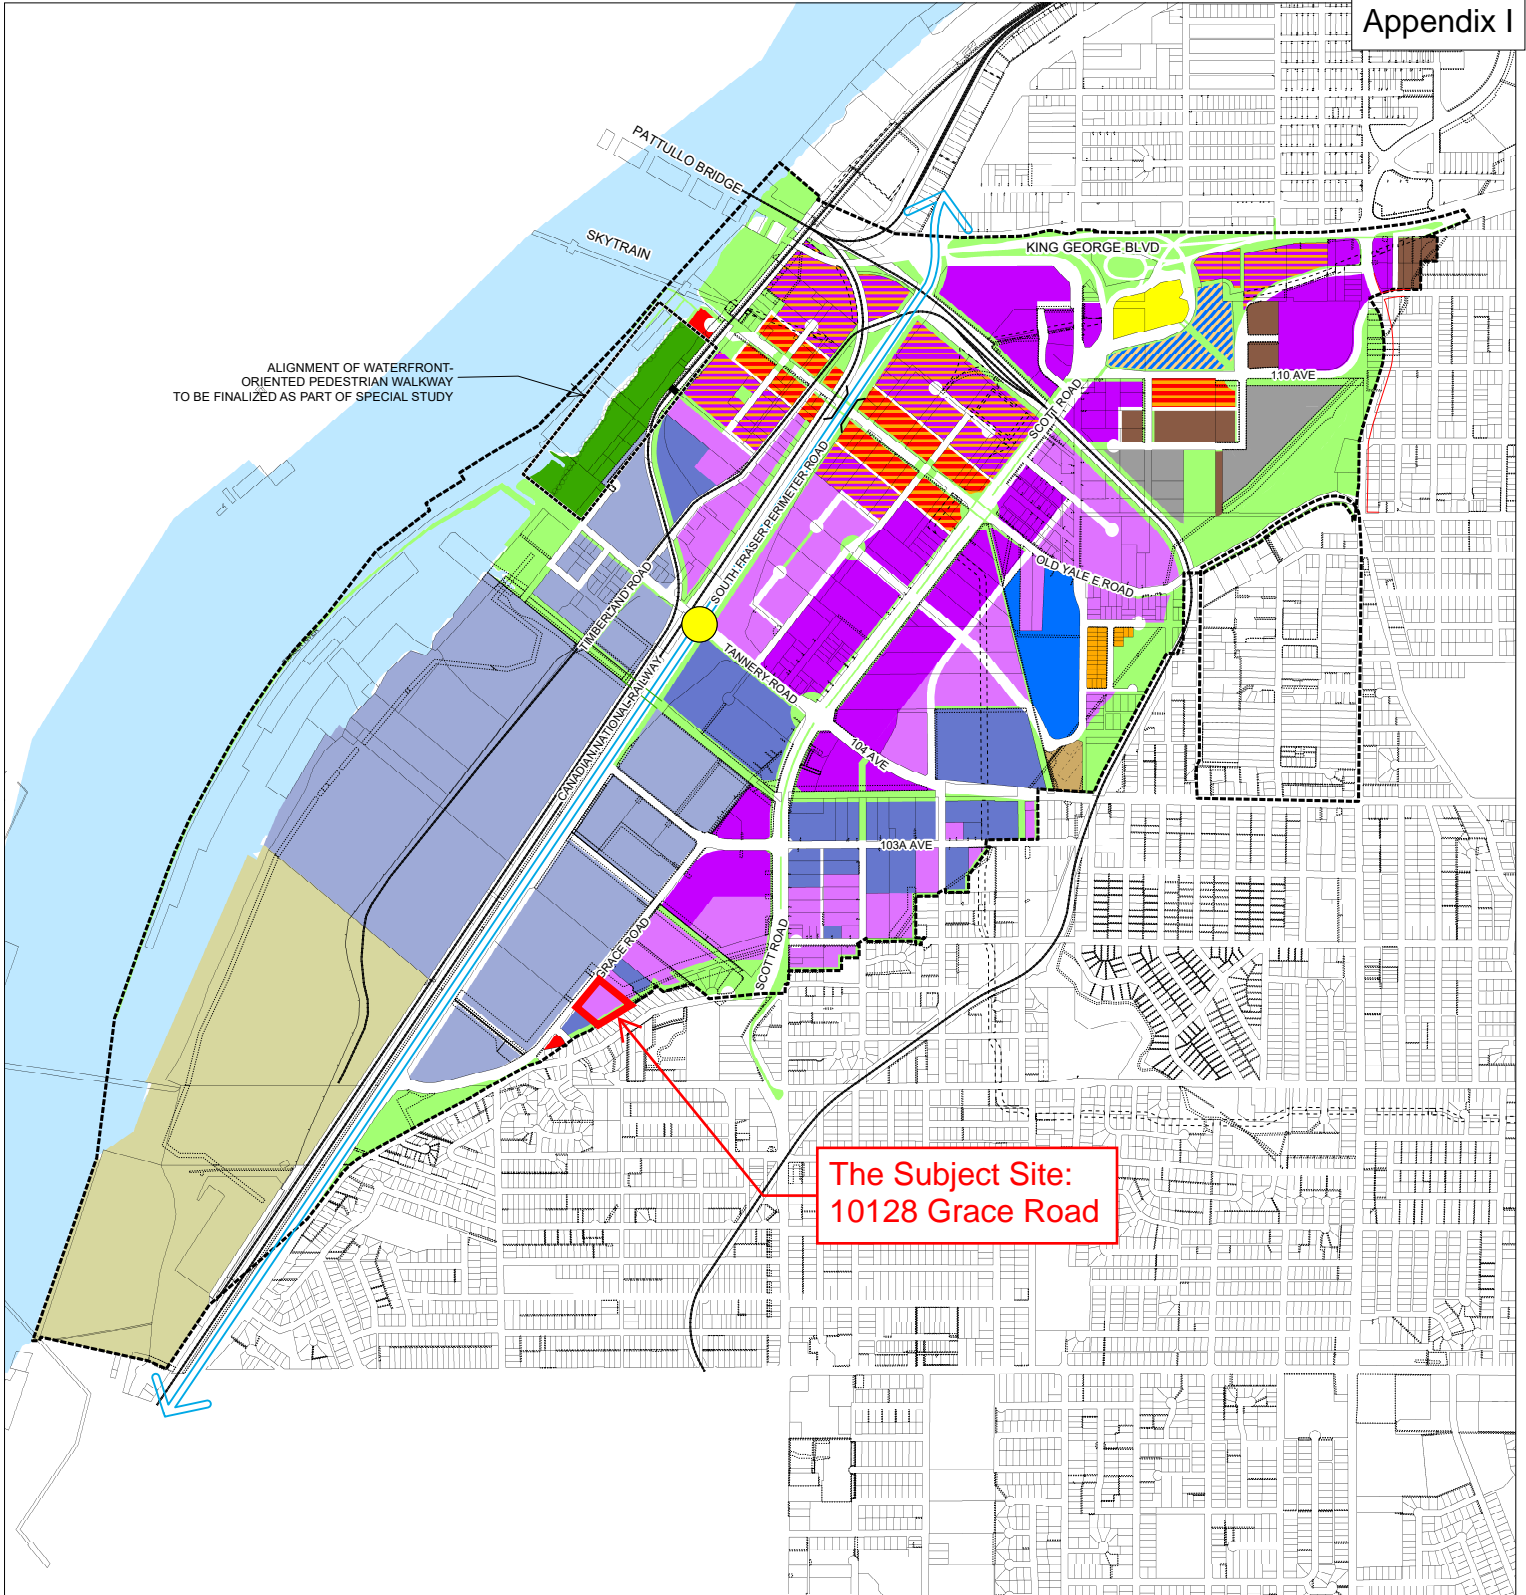 Appendix I
PATTULLO BRIDGE
SKYTRAIN
KING GEORGE BLVD
ALIGNMENT OF WATERFRONT-
ORIENTED PEDESTRIAN WALKWAY
TO BE FINALIZED AS PART OF SPECIAL STUDY
110 AVE
SCOTT ROAD
SOUTH FRASER PERIMETER ROAD
OLD YALE E ROAD
TIMBERLAND ROAD
TANNERY ROAD
CANADIAN NATIONAL RAILWAY
104 AVE
103A AVE
GRACE ROAD
SCOTT ROAD
The Subject Site:
10128 Grace Road